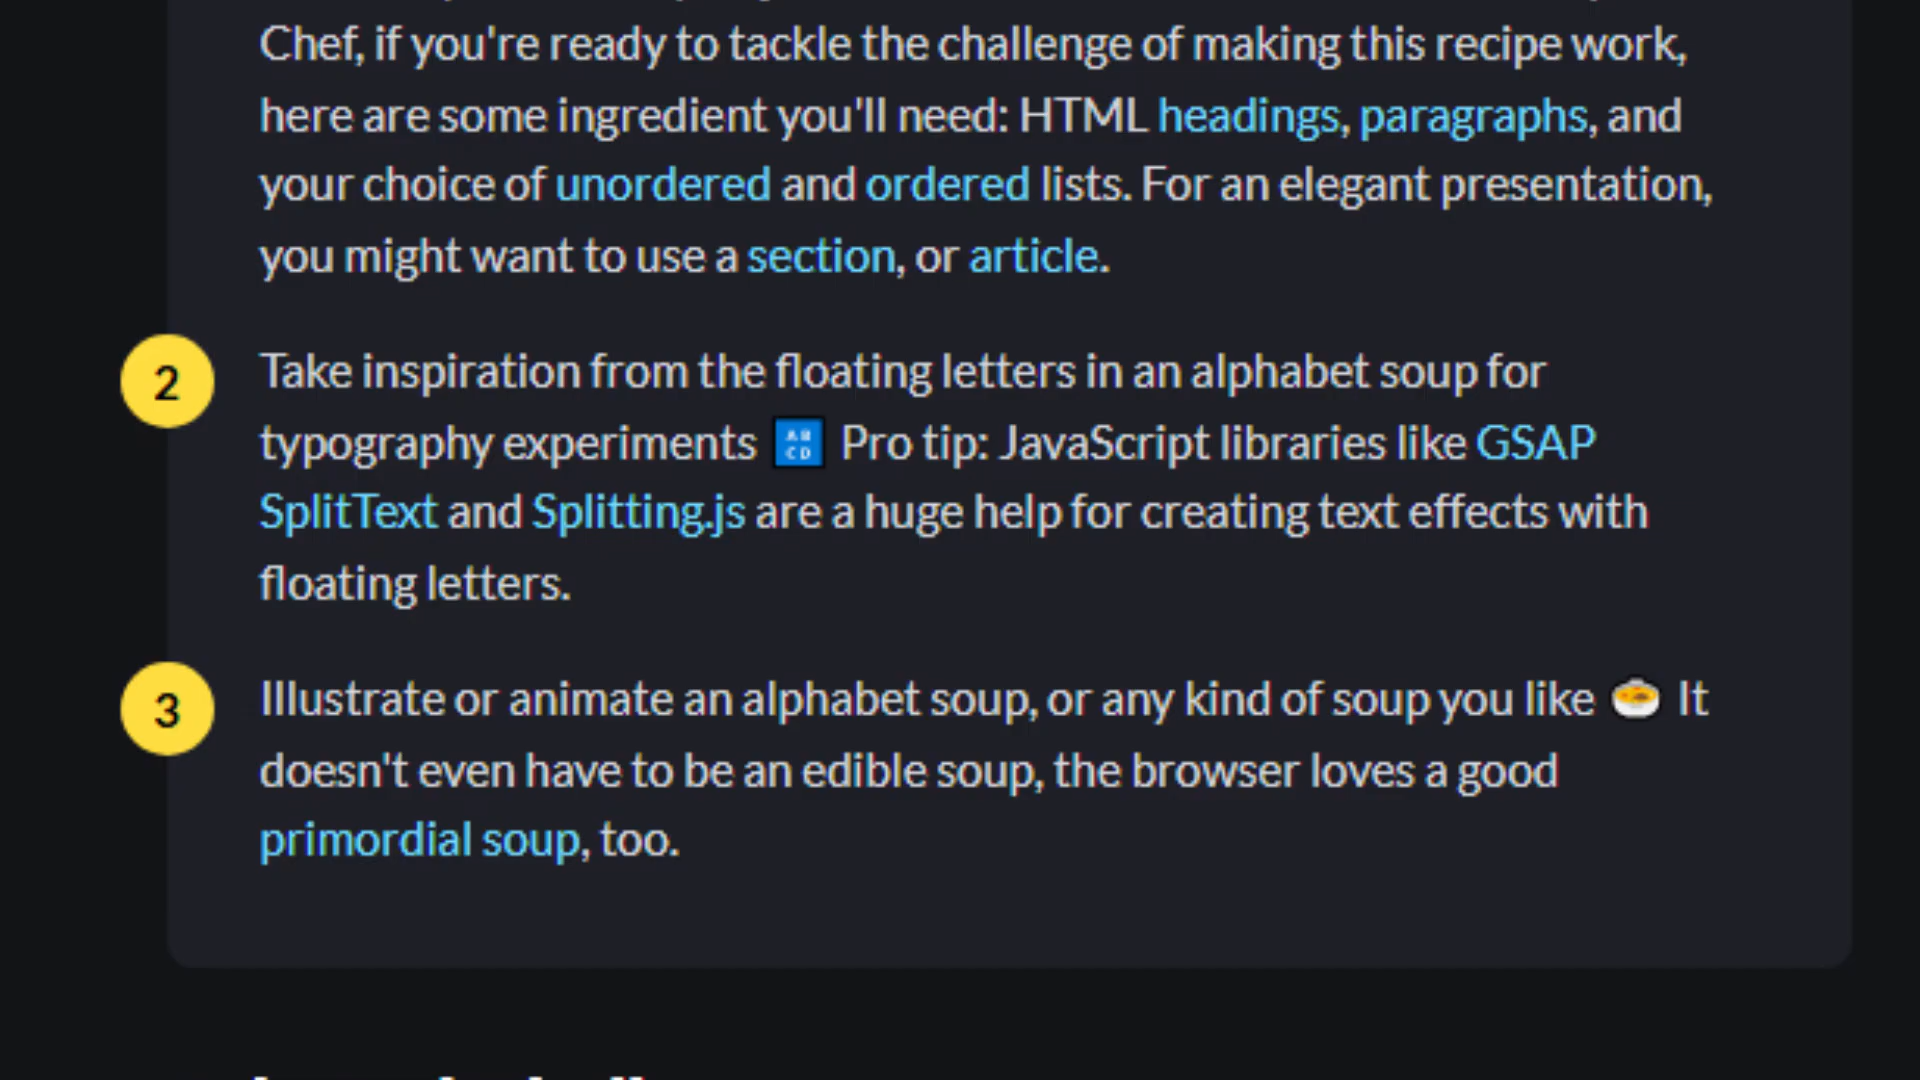 Chef, if you're ready to tackle the challenge of making this recipe work,
here are some ingredient you'll need: HTML headings, paragraphs, and
your choice of unordered and ordered lists. For an elegant presentation,
you might want to use a section, or article.
2 Take inspiration from the floating letters in an alphabet soup for
typography experiments 🔠 Pro tip: JavaScript libraries like GSAP
SplitText and Splitting.js are a huge help for creating text effects with
floating letters.
3 Illustrate or animate an alphabet soup, or any kind of soup you like 🍲 It
doesn't even have to be an edible soup, the browser loves a good
primordial soup, too.